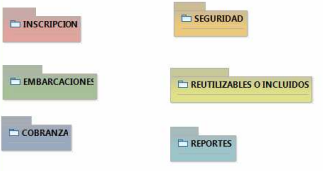 INSCRIPCION
SEGURIDAD
EMBARCACIONES
REUTILIZABLES O INCLUIDOS
COBRANZA
REPORTES